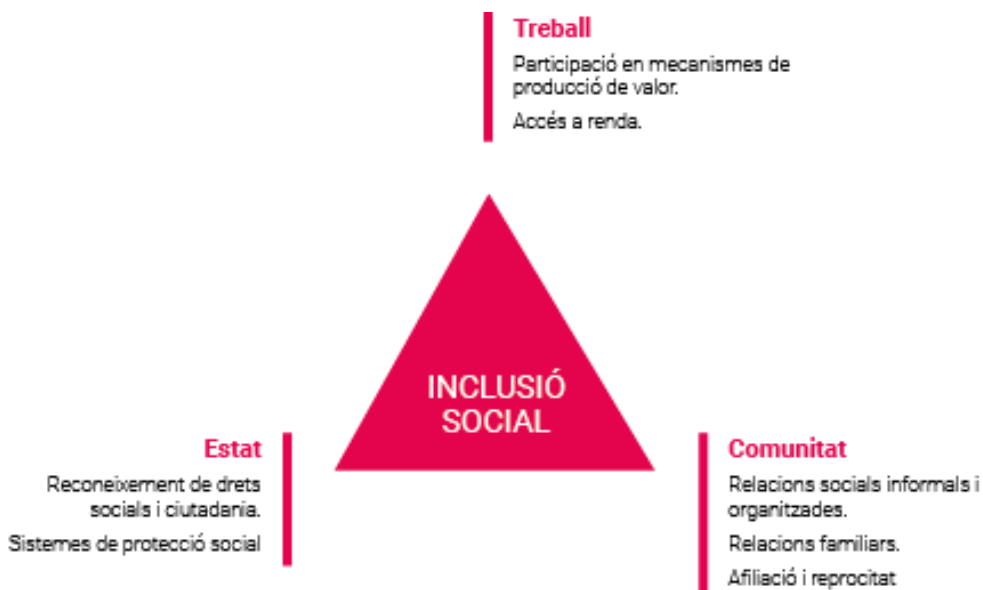 Treball
Participació en mecanismes de
producció de valor.
Accés a renda.
INCLUSIÓ
SOCIAL
Estat
Reconeixement de drets
socials i ciutadania.
Sistemes de protecció social
Comunitat
Relacions socials informals i
organitzades.
Relacions familiars.
Afiliació i reprocitat